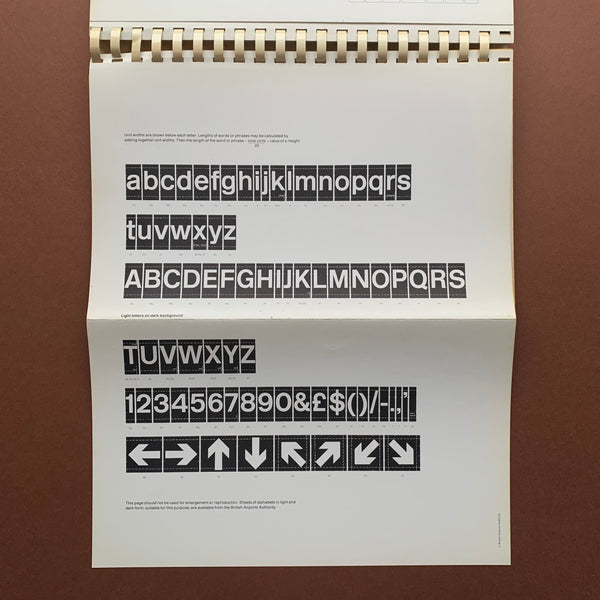 Unit widths are shown below each letter. Lengths of words or phrases may be calculated by
adding together unit widths. Then the length of the word or phrase = total units × value of x-height
20
abcdefghijklmnopqrs
tuvwxyz
ABCDEFGHIJKLMNOPQRS
Light letters on dark background
TUVWXYZ
1234567890&£$()/-.,'
←→↑↓↖↗↙↘
This page should not be used for enlargement or reproduction. Sheets of alphabets in light and
dark form, suitable for this purpose, are available from the British Airports Authority.